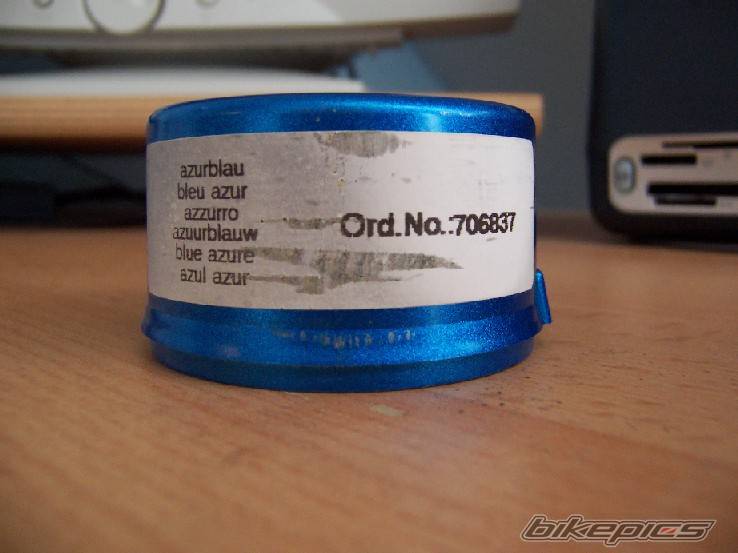 azurblau
bleu azur
azzurro
azuurblauw
blue azure
azul azur
Ord.No.:706837
bikepics